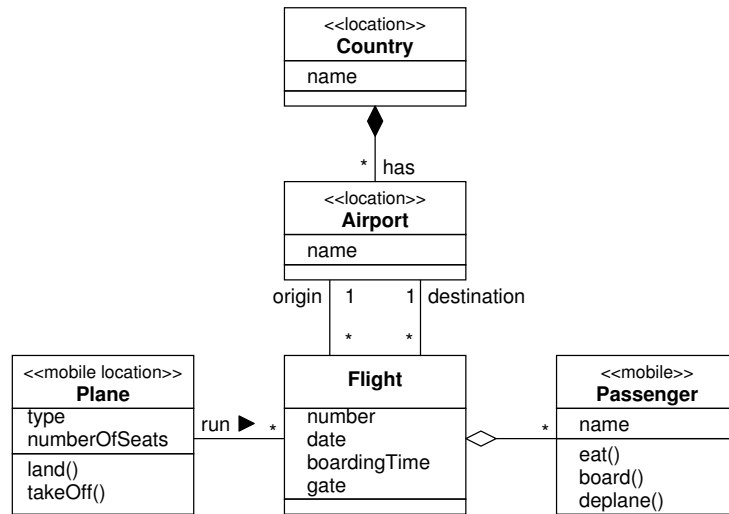 <<location>>
Country
name
* has
<<location>>
Airport
name
origin 1 1 destination
* *
<<mobile location>>
Plane
type
numberOfSeats
land()
takeOff()
run ▶ *
Flight
number
date
boardingTime
gate
*
<<mobile>>
Passenger
name
eat()
board()
deplane()